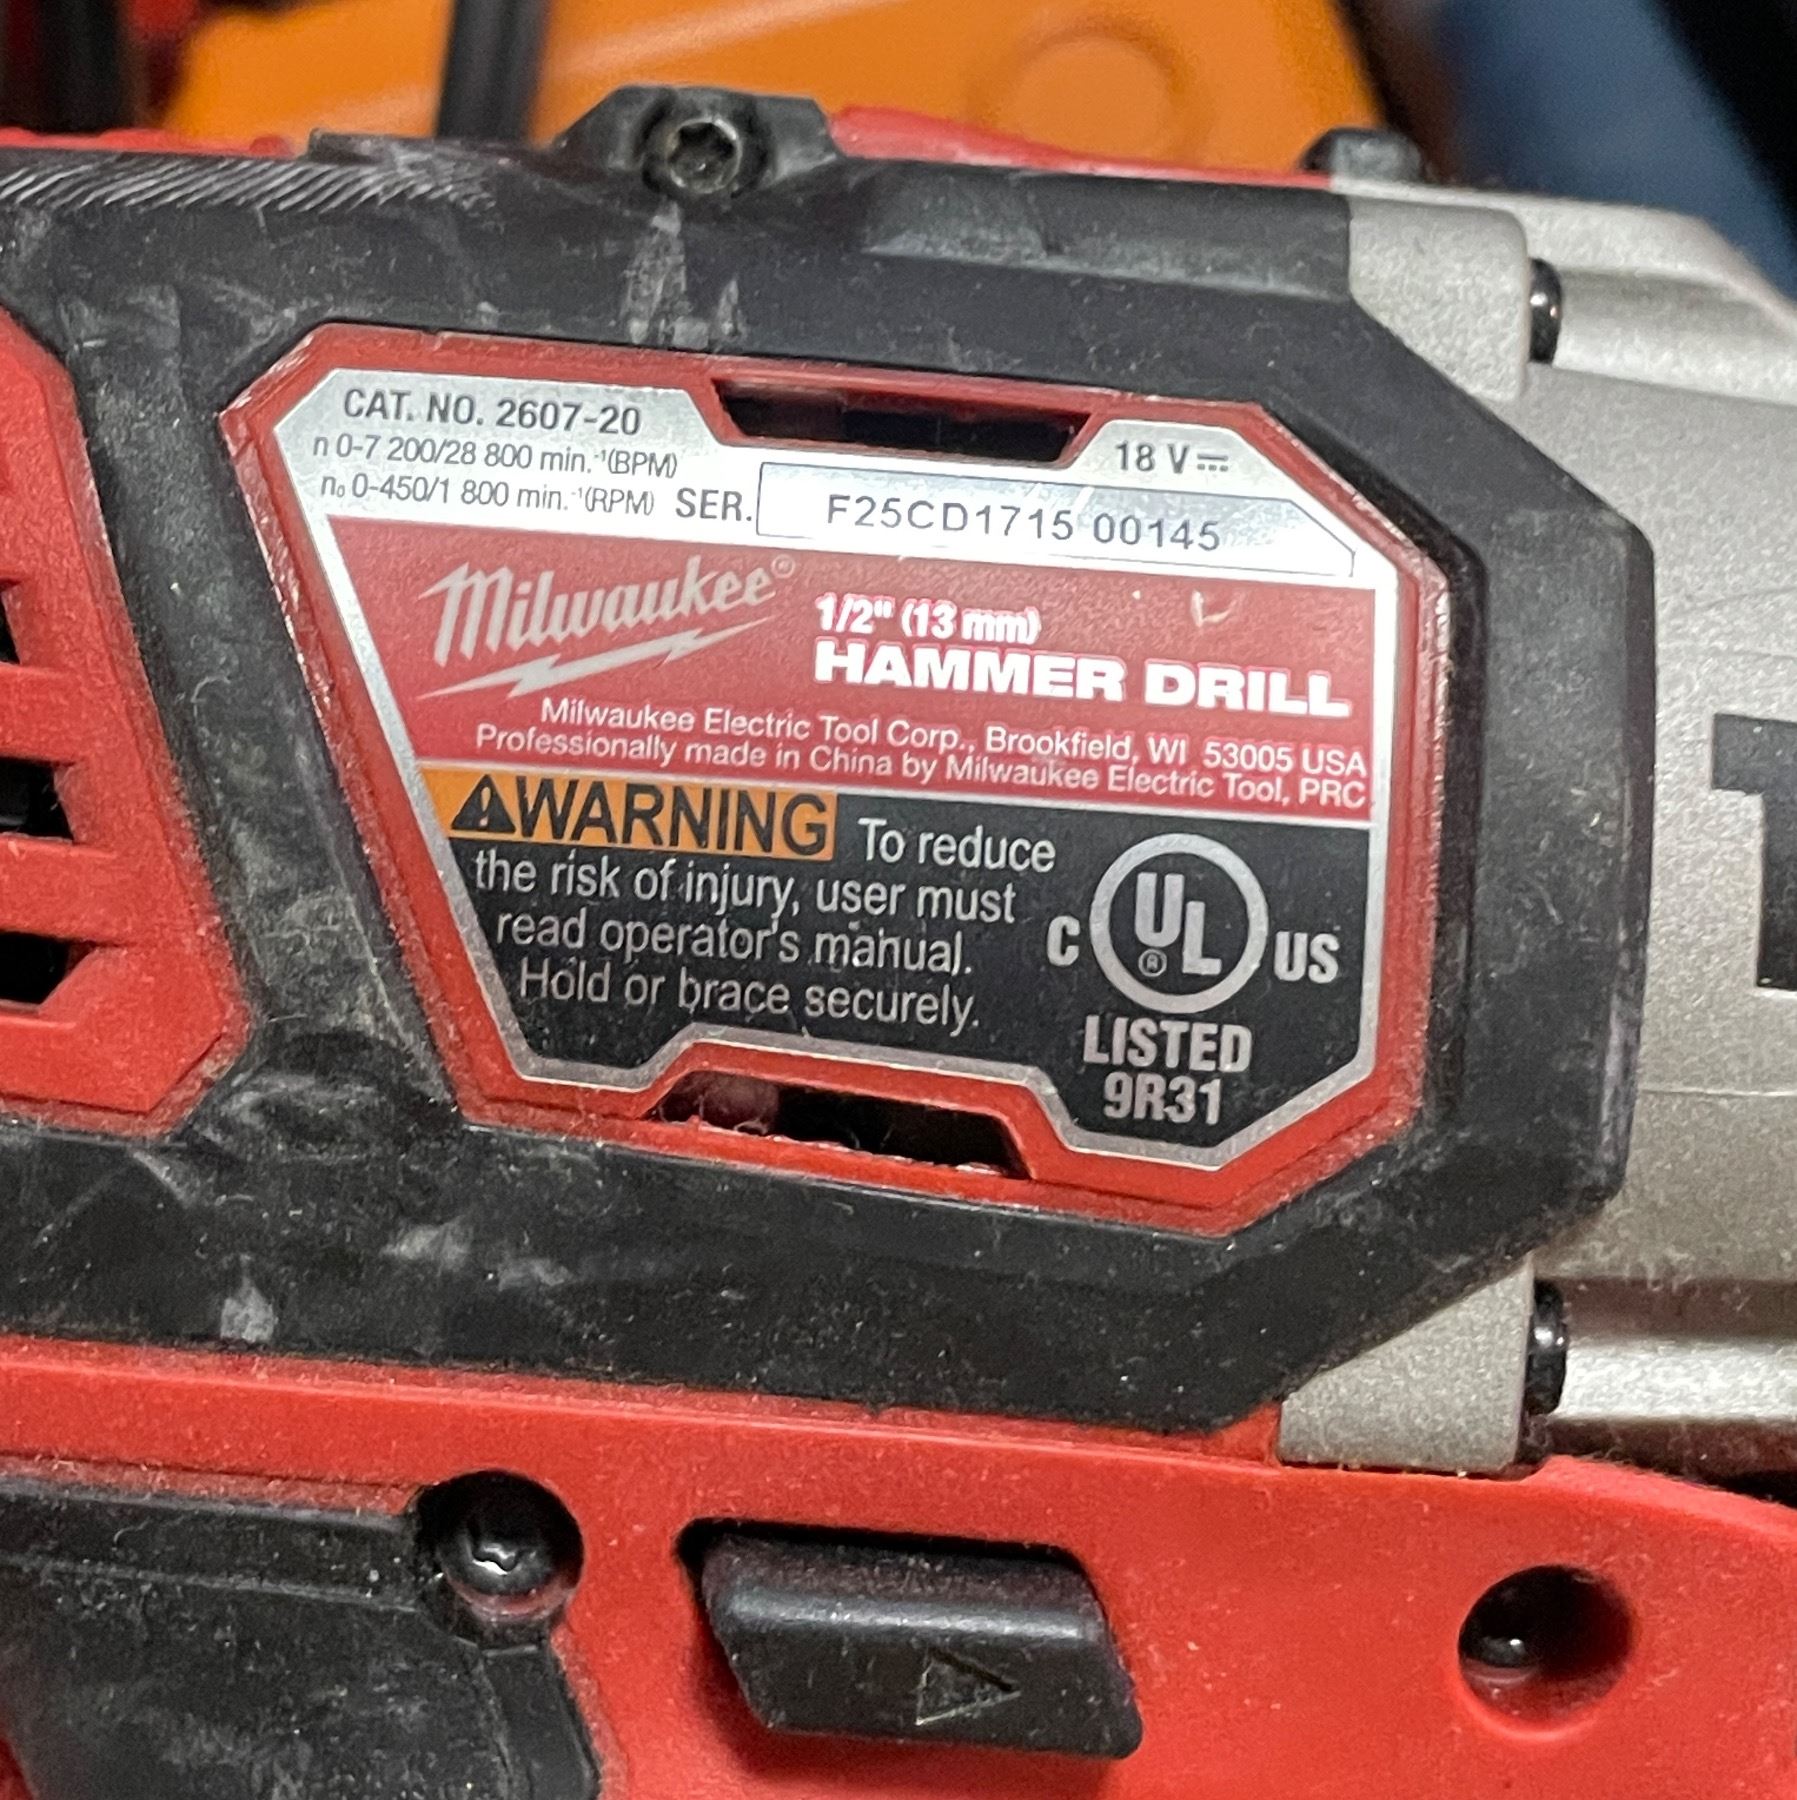 CAT. NO. 2607-20
n 0-7 200/28 800 min.⁻¹(BPM)
18 V⎓
n₀ 0-450/1 800 min.⁻¹(RPM) SER. F25CD1715 00145
Milwaukee®
1/2" (13 mm)
HAMMER DRILL
Milwaukee Electric Tool Corp., Brookfield, WI 53005 USA
Professionally made in China by Milwaukee Electric Tool, PRC
⚠WARNING To reduce
the risk of injury, user must
read operator's manual.
Hold or brace securely.
C UL® US
LISTED
9R31